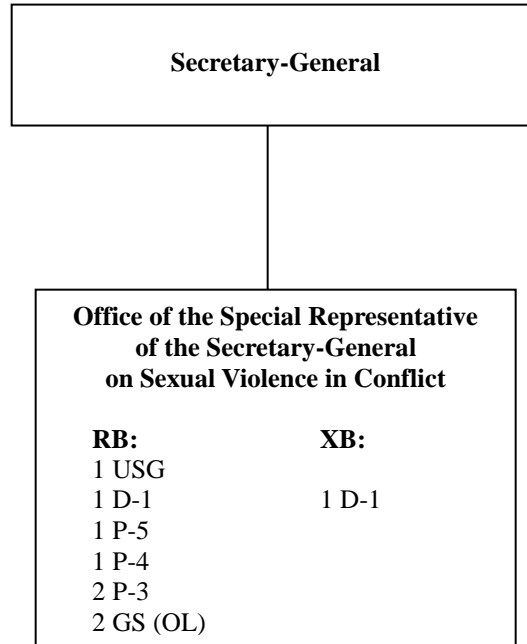 Secretary-General
Office of the Special Representative
of the Secretary-General
on Sexual Violence in Conflict
RB: XB:
1 USG
1 D-1 1 D-1
1 P-5
1 P-4
2 P-3
2 GS (OL)